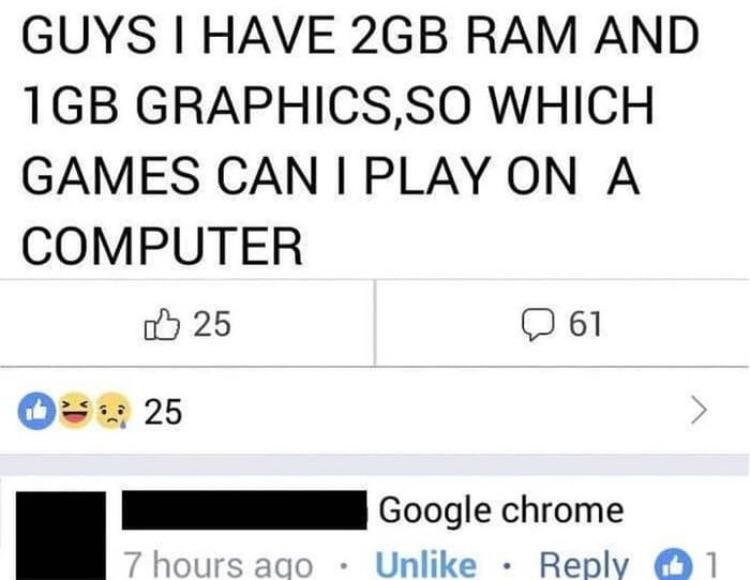 GUYS I HAVE 2GB RAM AND
1GB GRAPHICS,SO WHICH
GAMES CAN I PLAY ON A
COMPUTER
25
61
25
Google chrome
7 hours ago · Unlike · Reply 1